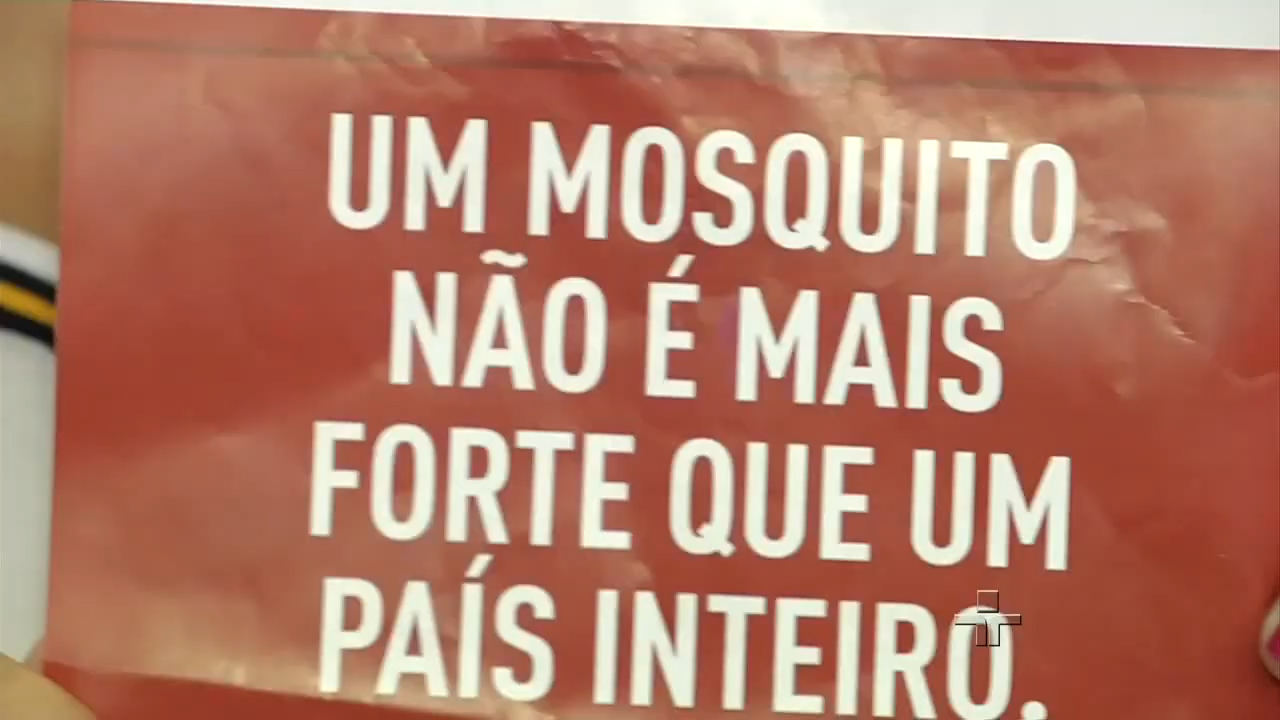 UM MOSQUITO
NÃO É MAIS
FORTE QUE UM
PAÍS INTEIRO.